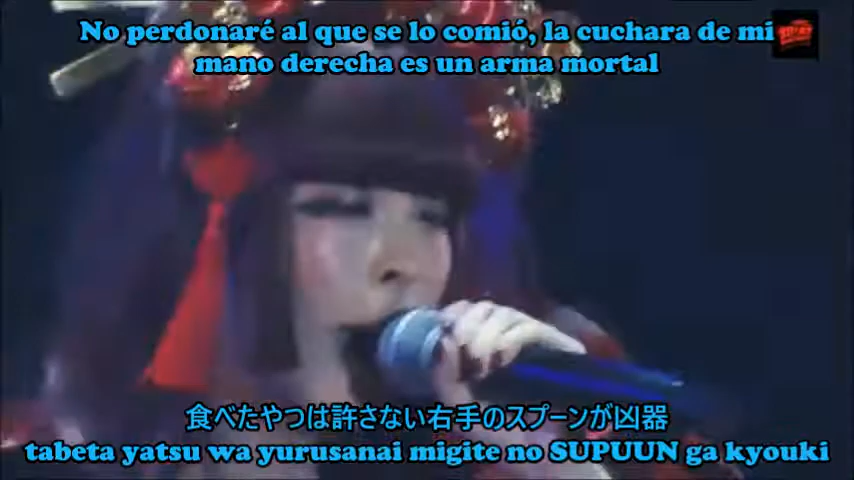 No perdonaré al que se lo comió, la cuchara de mi
mano derecha es un arma mortal
食べたやつは許さない右手のスプーンが凶器
tabeta yatsu wa yurusanai migite no SUPUUN ga kyouki